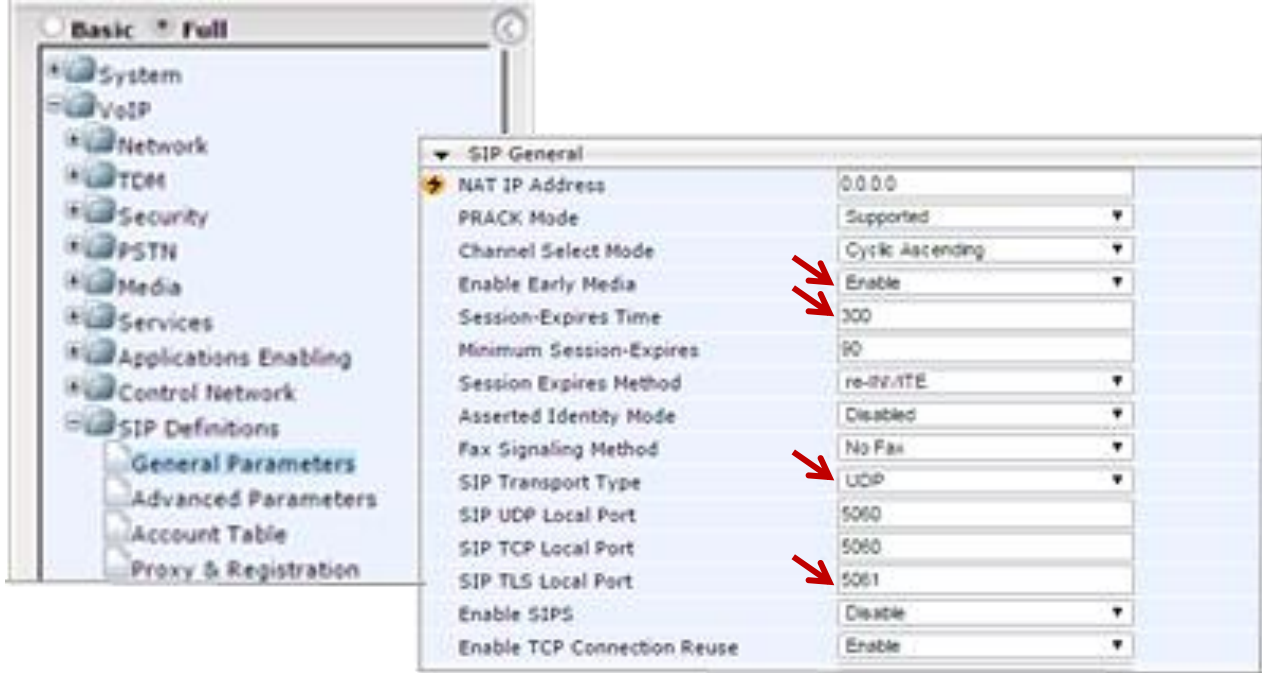 Basic Full
System
VoIP
Network
TDM
Security
PSTN
Media
Services
Applications Enabling
Control Network
SIP Definitions
General Parameters
Advanced Parameters
Account Table
Proxy & Registration
SIP General
NAT IP Address 0.0.0.0
PRACK Mode Supported
Channel Select Mode Cyclic Ascending
Enable Early Media Enable
Session-Expires Time 300
Minimum Session-Expires 90
Session Expires Method re-INVITE
Asserted Identity Mode Disabled
Fax Signaling Method No Fax
SIP Transport Type UDP
SIP UDP Local Port 5060
SIP TCP Local Port 5060
SIP TLS Local Port 5061
Enable SIPS Disable
Enable TCP Connection Reuse Enable